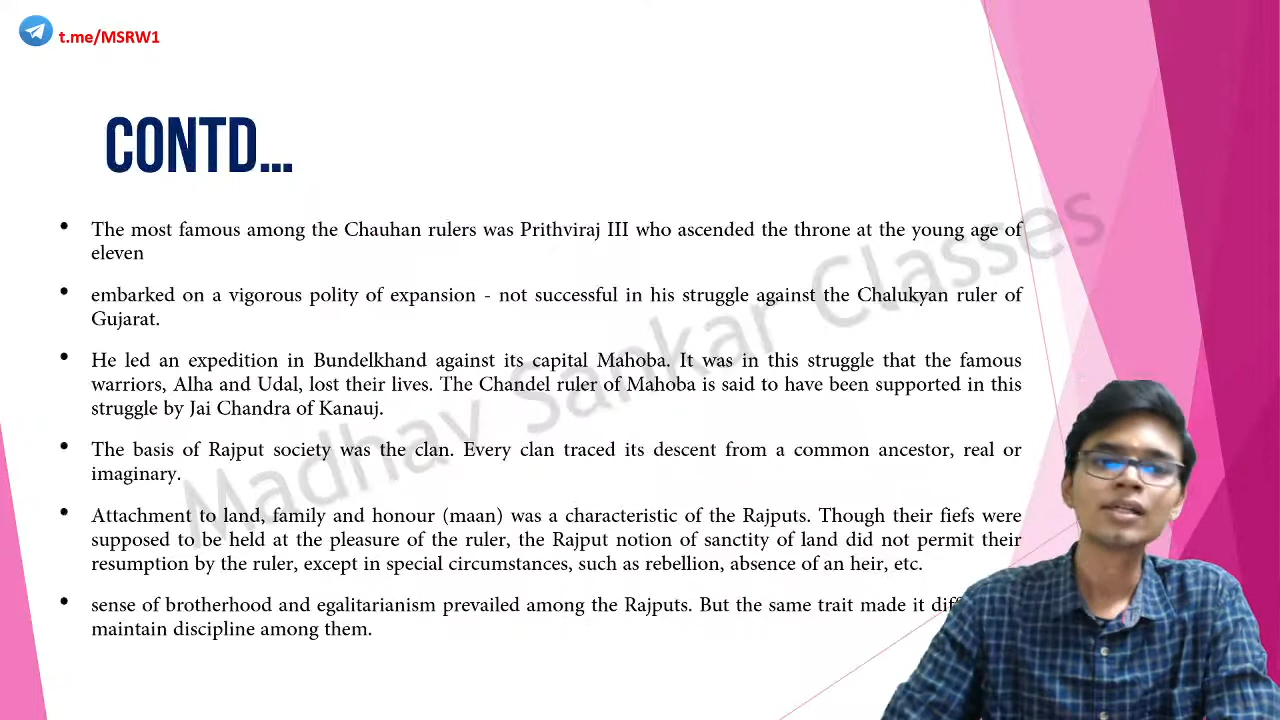 t.me/MSRW1
CONTD...
• The most famous among the Chauhan rulers was Prithviraj III who ascended the throne at the young age of
eleven
• embarked on a vigorous polity of expansion - not successful in his struggle against the Chalukyan ruler of
Gujarat.
• He led an expedition in Bundelkhand against its capital Mahoba. It was in this struggle that the famous
warriors, Alha and Udal, lost their lives. The Chandel ruler of Mahoba is said to have been supported in this
struggle by Jai Chandra of Kanauj.
• The basis of Rajput society was the clan. Every clan traced its descent from a common ancestor, real or
imaginary.
• Attachment to land, family and honour (maan) was a characteristic of the Rajputs. Though their fiefs were
supposed to be held at the pleasure of the ruler, the Rajput notion of sanctity of land did not permit their
resumption by the ruler, except in special circumstances, such as rebellion, absence of an heir, etc.
• sense of brotherhood and egalitarianism prevailed among the Rajputs. But the same trait made it
maintain discipline among them.
Madhav Sankar Classes